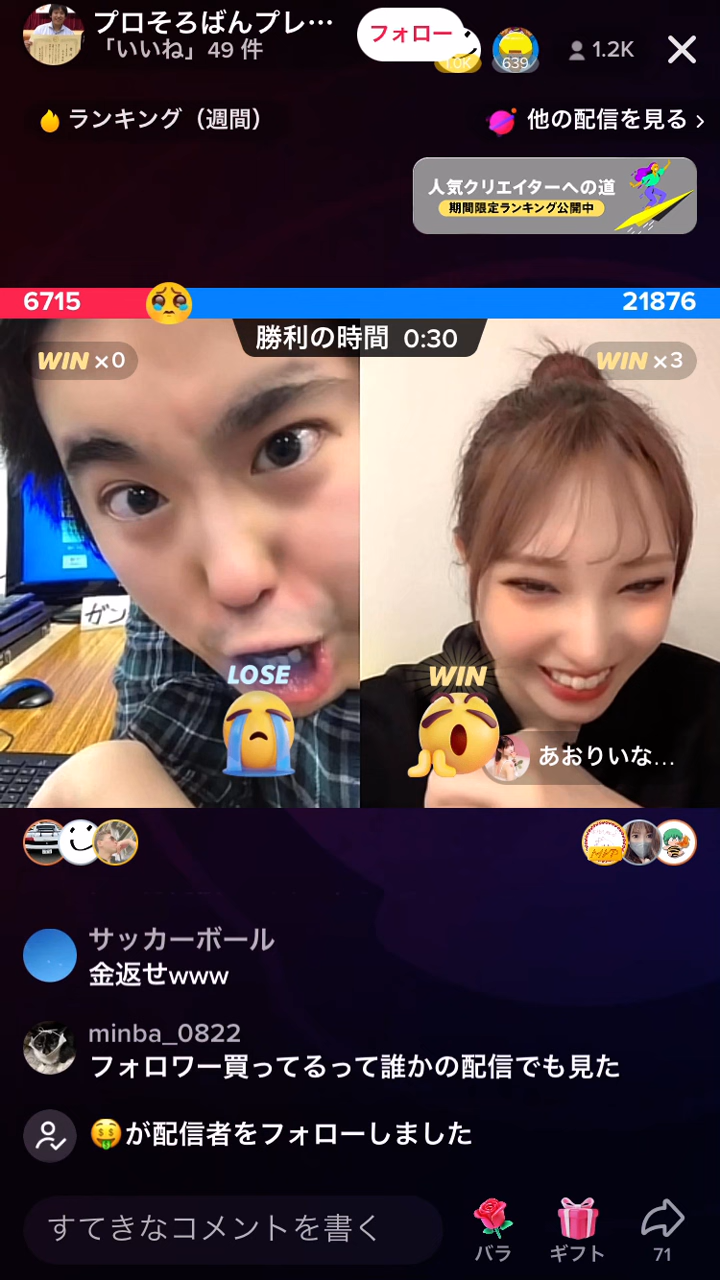 プロそろばんプレ…
「いいね」49 件
フォロー
1.0K
639
1.2K
ランキング（週間）
他の配信を見る
人気クリエイターへの道
期間限定ランキング公開中
6715
21876
勝利の時間 0:30
WIN ×0
WIN ×3
ガン
LOSE
WIN
あおりいな…
サッカーボール
金返せwww
minba_0822
フォロワー買ってるって誰かの配信でも見た
🤑が配信者をフォローしました
すてきなコメントを書く
バラ
ギフト
71